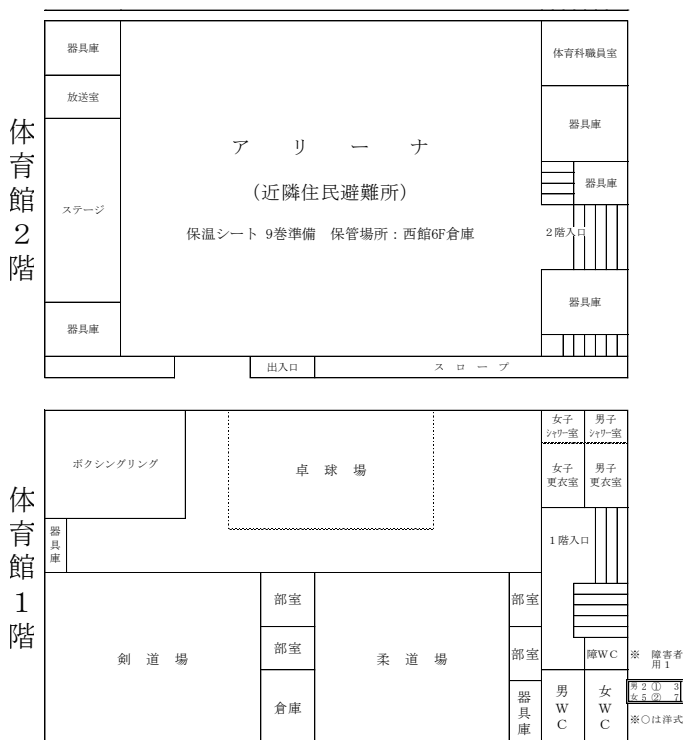 体育館２階
器具庫
放送室
ステージ
器具庫
アリーナ
（近隣住民避難所）
保温シート 9巻準備　保管場所：西館6F倉庫
体育科職員室
器具庫
器具庫
２階入口
器具庫
出入口
スロープ
体育館１階
ボクシングリング
卓球場
女子
シャワー室
男子
シャワー室
女子
更衣室
男子
更衣室
器具庫
１階入口
剣道場
部室
部室
倉庫
柔道場
部室
部室
器具庫
障WC
※　障害者
用１
男WC
女WC
男 2 ① 3
女 5 ② 7
※○は洋式